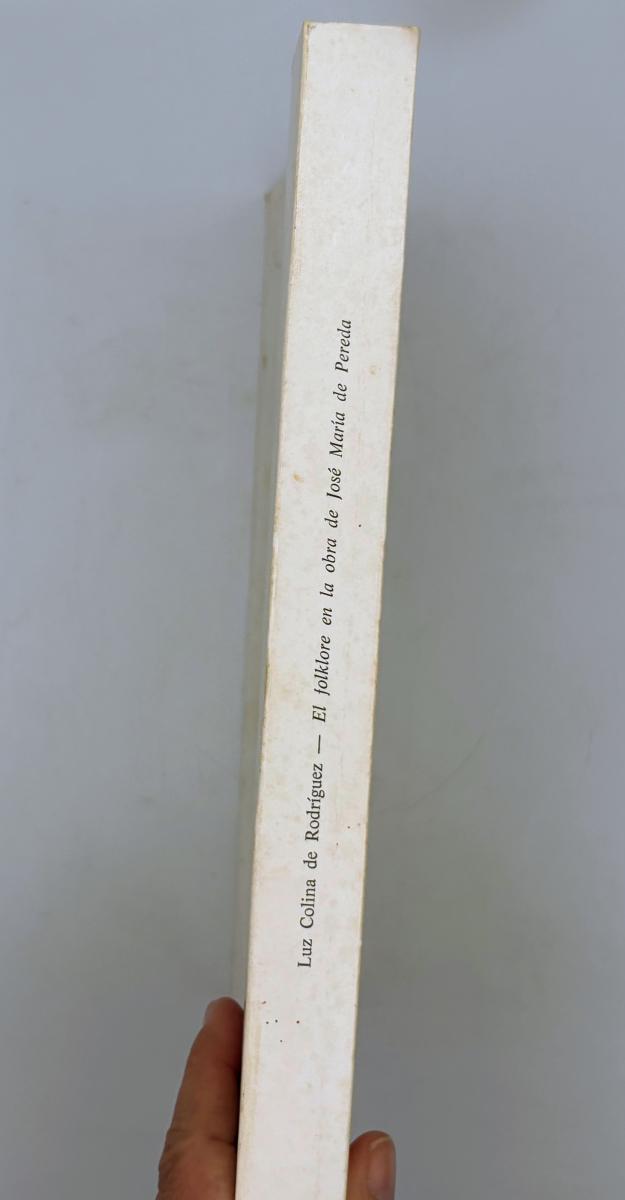 Luz Colina de Rodríguez — El folklore en la obra de José María de Pereda